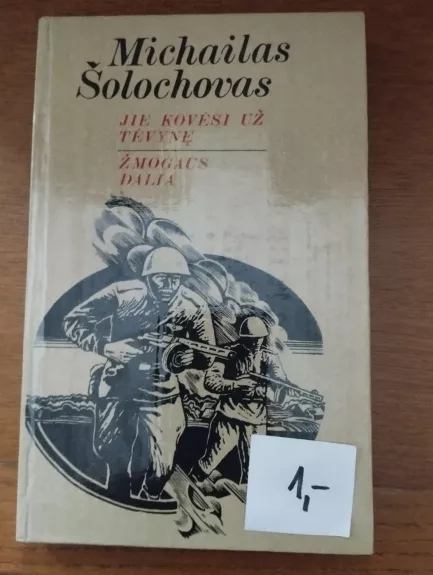 Michailas
Šolochovas
JIE KOVĖSI UŽ
TĖVYNĘ
ŽMOGAUS
DALIA
1,-